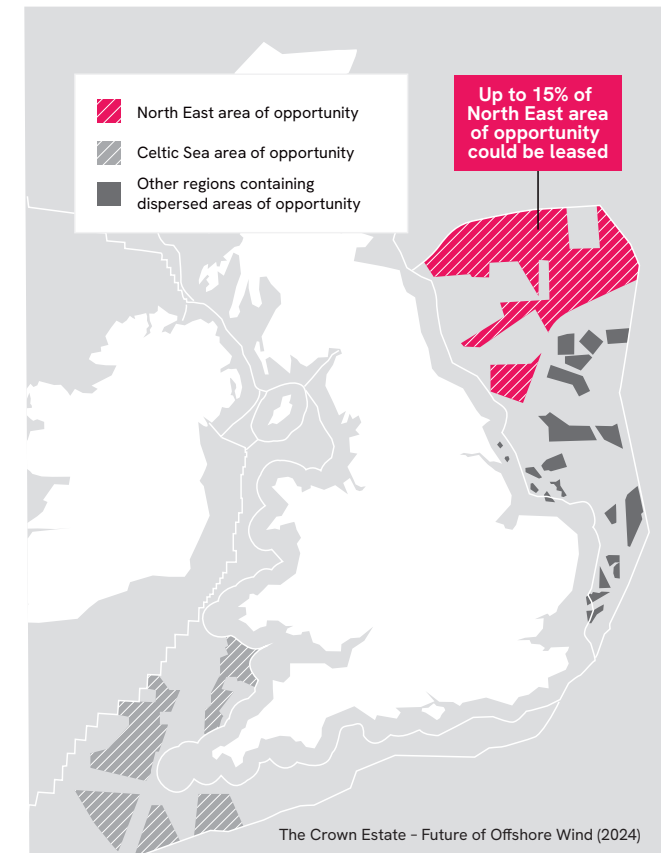 North East area of opportunity
Celtic Sea area of opportunity
Other regions containing
dispersed areas of opportunity
Up to 15% of
North East area
of opportunity
could be leased
The Crown Estate – Future of Offshore Wind (2024)